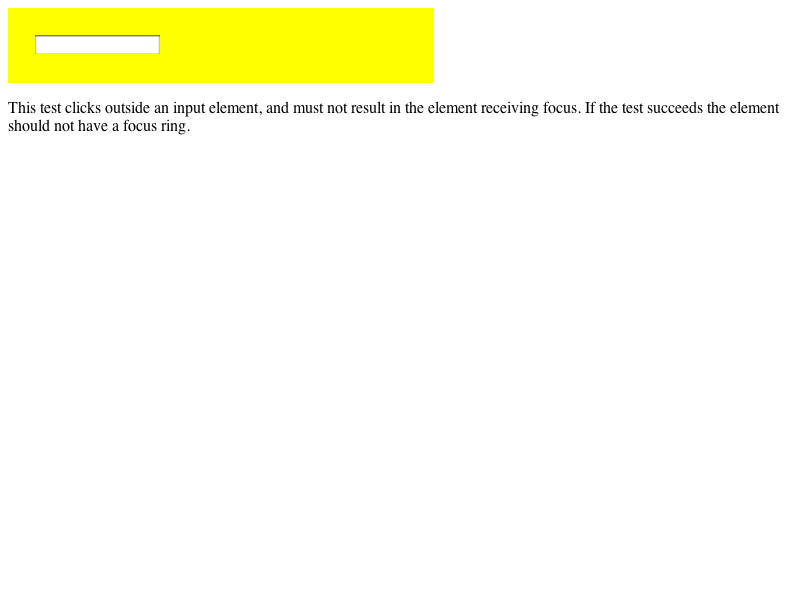 This test clicks outside an input element, and must not result in the element receiving focus. If the test succeeds the element
should not have a focus ring.